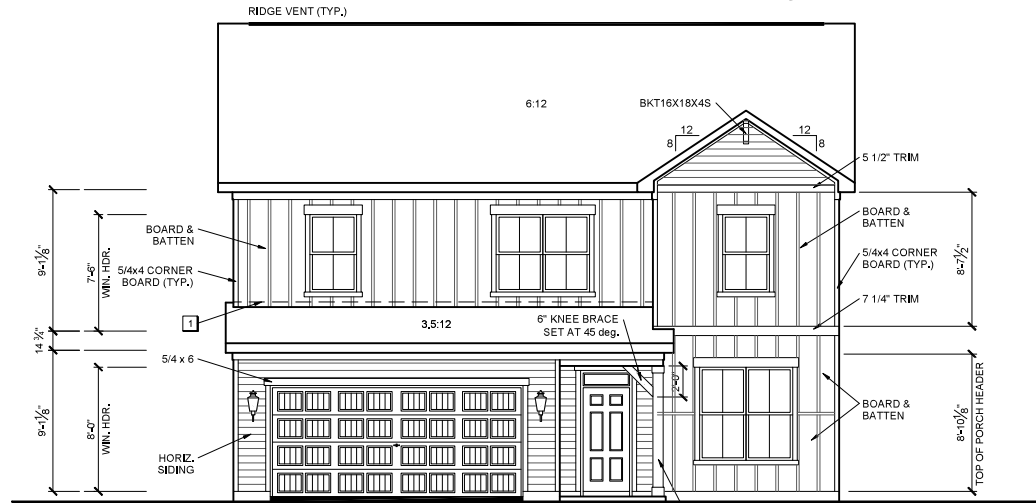 RIDGE VENT (TYP.)
6:12
BKT16X18X4S
12
8
12
8
5 1/2" TRIM
BOARD &
BATTEN
BOARD &
BATTEN
5/4x4 CORNER
BOARD (TYP.)
5/4x4 CORNER
BOARD (TYP.)
9'-1 1/8"
7'-6"
WIN. HDR.
8'-7 1/2"
7 1/4" TRIM
1
3.5:12
6" KNEE BRACE
SET AT 45 deg.
14 3/4"
5/4 x 6
2'-0"
9'-1 1/8"
8'-0"
WIN. HDR.
BOARD &
BATTEN
8'-10 1/8"
TOP OF PORCH HEADER
HORIZ.
SIDING